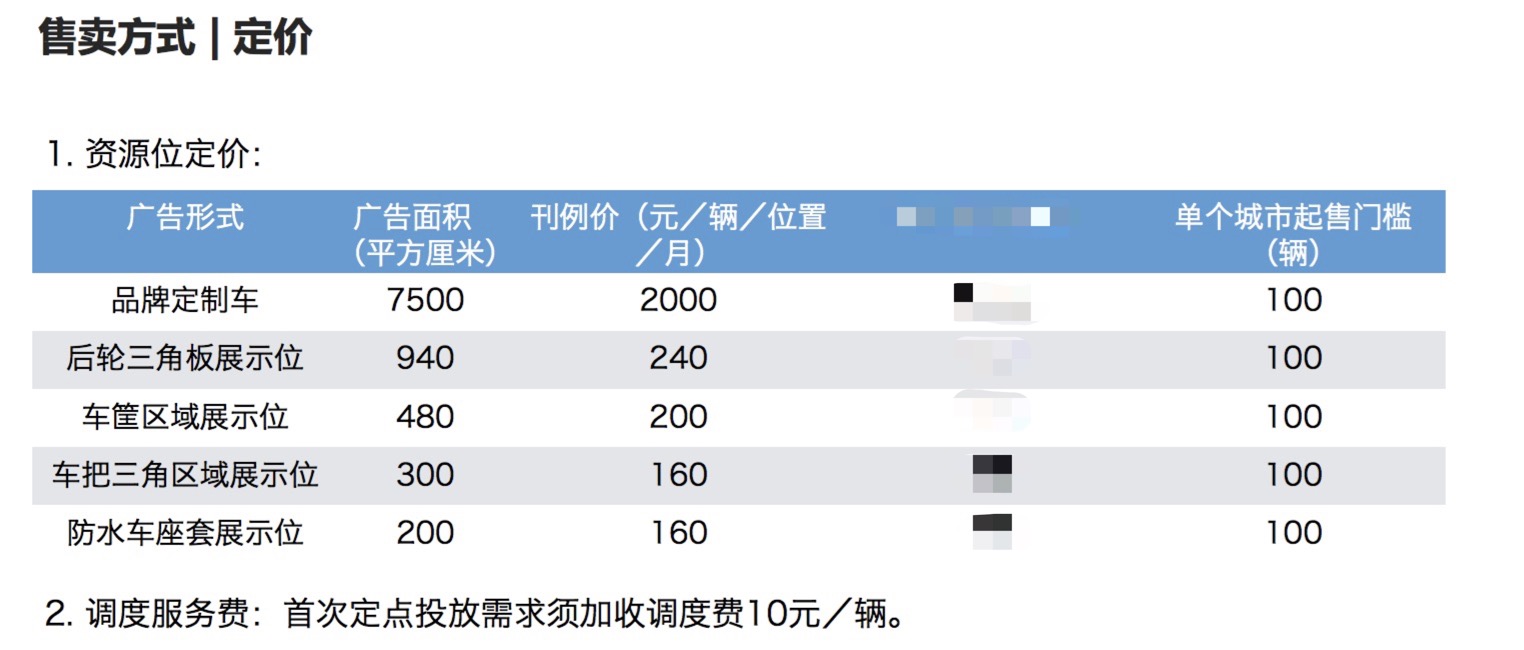 售卖方式 | 定价
1. 资源位定价：
广告形式 广告面积（平方厘米） 刊例价（元／辆／位置／月） 单个城市起售门槛（辆）
品牌定制车 7500 2000 100
后轮三角板展示位 940 240 100
车筐区域展示位 480 200 100
车把三角区域展示位 300 160 100
防水车座套展示位 200 160 100
2. 调度服务费：首次定点投放需求须加收调度费10元／辆。